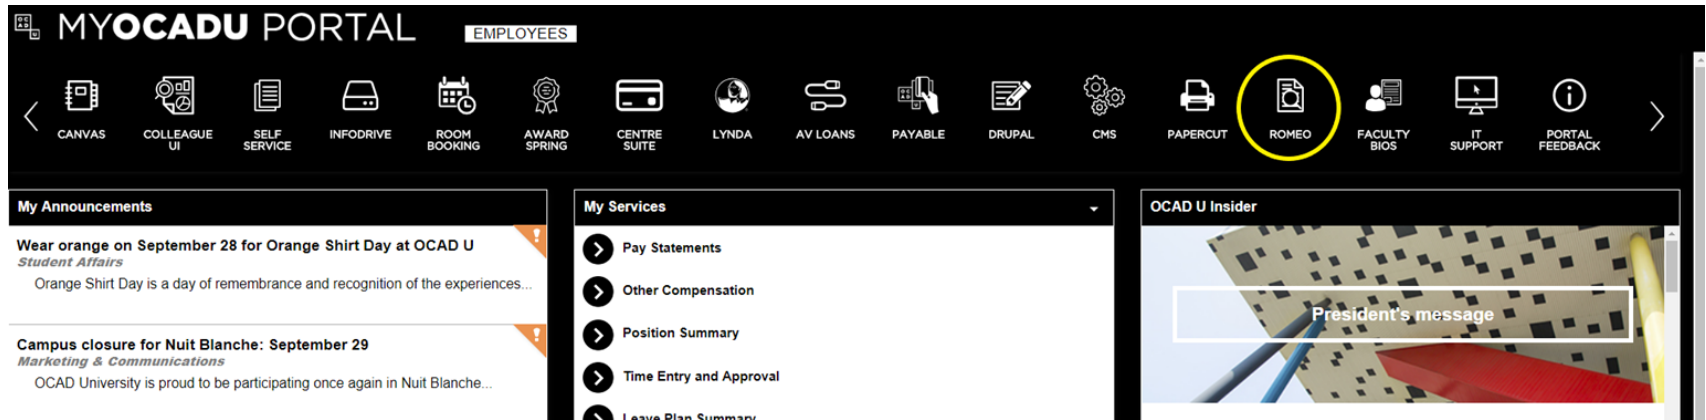 OC
AD
U
MYOCADU PORTAL
EMPLOYEES
CANVAS
COLLEAGUE
UI
SELF
SERVICE
INFODRIVE
ROOM
BOOKING
AWARD
SPRING
CENTRE
SUITE
LYNDA
AV LOANS
PAYABLE
DRUPAL
CMS
PAPERCUT
ROMEO
FACULTY
BIOS
IT
SUPPORT
PORTAL
FEEDBACK
My Announcements
Wear orange on September 28 for Orange Shirt Day at OCAD U
Student Affairs
Orange Shirt Day is a day of remembrance and recognition of the experiences...
Campus closure for Nuit Blanche: September 29
Marketing & Communications
OCAD University is proud to be participating once again in Nuit Blanche...
My Services
Pay Statements
Other Compensation
Position Summary
Time Entry and Approval
Leave Plan Summary
OCAD U Insider
President's message